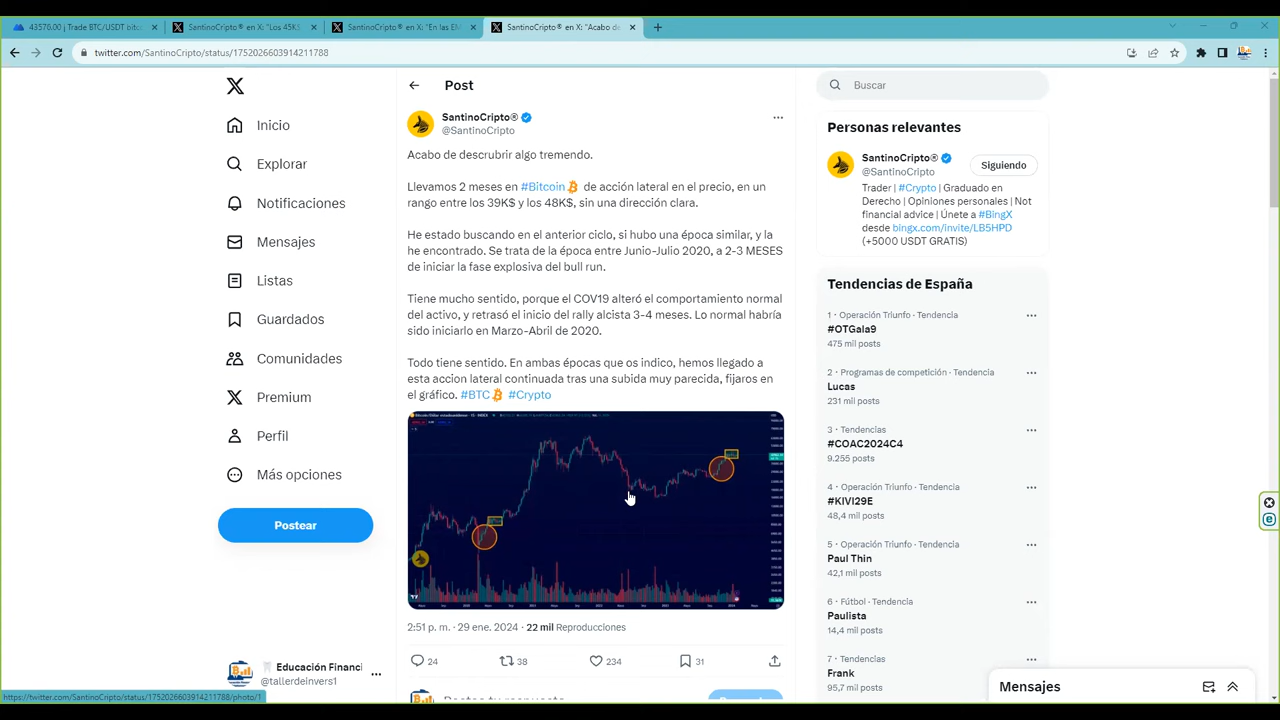 43576.00 | Trade BTC/USDT bitc
SantinoCripto® en X: "Los 45K$
SantinoCripto® en X: "En las EM
SantinoCripto® en X: "Acabo de
twitter.com/SantinoCripto/status/1752026603914211788
Inicio
Explorar
Notificaciones
Mensajes
Listas
Guardados
Comunidades
Premium
Perfil
Más opciones
Postear
Educación Financi
@tallerdeinvers1
https://twitter.com/SantinoCripto/status/1752026603914211788/photo/1
Post
SantinoCripto®
@SantinoCripto
Acabo de descrubrir algo tremendo.
Llevamos 2 meses en #Bitcoin de acción lateral en el precio, en un
rango entre los 39K$ y los 48K$, sin una dirección clara.
He estado buscando en el anterior ciclo, si hubo una época similar, y la
he encontrado. Se trata de la época entre Junio-Julio 2020, a 2-3 MESES
de iniciar la fase explosiva del bull run.
Tiene mucho sentido, porque el COV19 alteró el comportamiento normal
del activo, y retrasó el inicio del rally alcista 3-4 meses. Lo normal habría
sido iniciarlo en Marzo-Abril de 2020.
Todo tiene sentido. En ambas épocas que os indico, hemos llegado a
esta accion lateral continuada tras una subida muy parecida, fijaros en
el gráfico. #BTC #Crypto
2:51 p. m. · 29 ene. 2024 · 22 mil Reproducciones
24
38
234
31
Buscar
Personas relevantes
SantinoCripto®
@SantinoCripto
Siguiendo
Trader | #Crypto | Graduado en
Derecho | Opiniones personales | Not
financial advice | Únete a #BingX
desde bingx.com/invite/LB5HPD
(+5000 USDT GRATIS)
Tendencias de España
1 · Operación Triunfo · Tendencia
#OTGala9
475 mil posts
2 · Programas de competición · Tendencia
Lucas
231 mil posts
3 · Tendencias
#COAC2024C4
9.255 posts
4 · Operación Triunfo · Tendencia
#KIVI29E
48,4 mil posts
5 · Operación Triunfo · Tendencia
Paul Thin
42,1 mil posts
6 · Fútbol · Tendencia
Paulista
14,4 mil posts
7 · Tendencias
Frank
95,7 mil posts
Mensajes